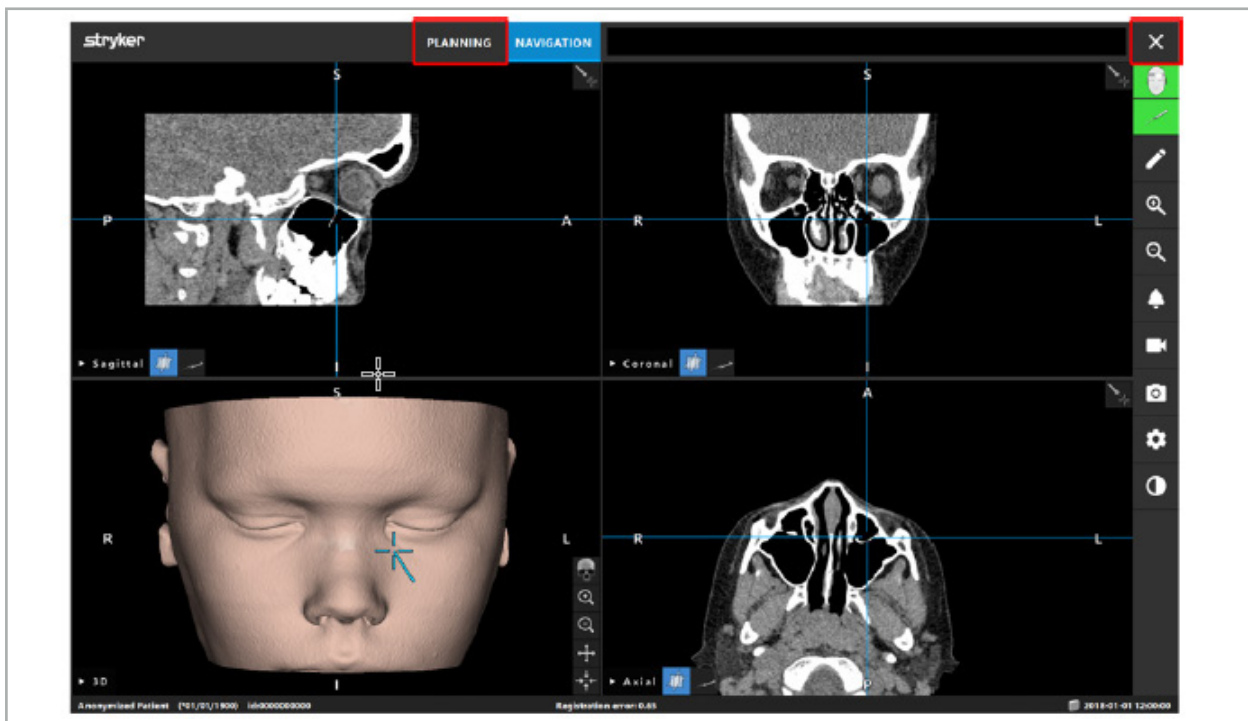 stryker PLANNING NAVIGATION
S S
P A R L
I I
Sagittal Coronal
S A
R L R L
I P
3D Axial
Anonymized Patient (*01/01/1900) id:0000000000 Registration error: 0.65 2018-01-01 12:00:00